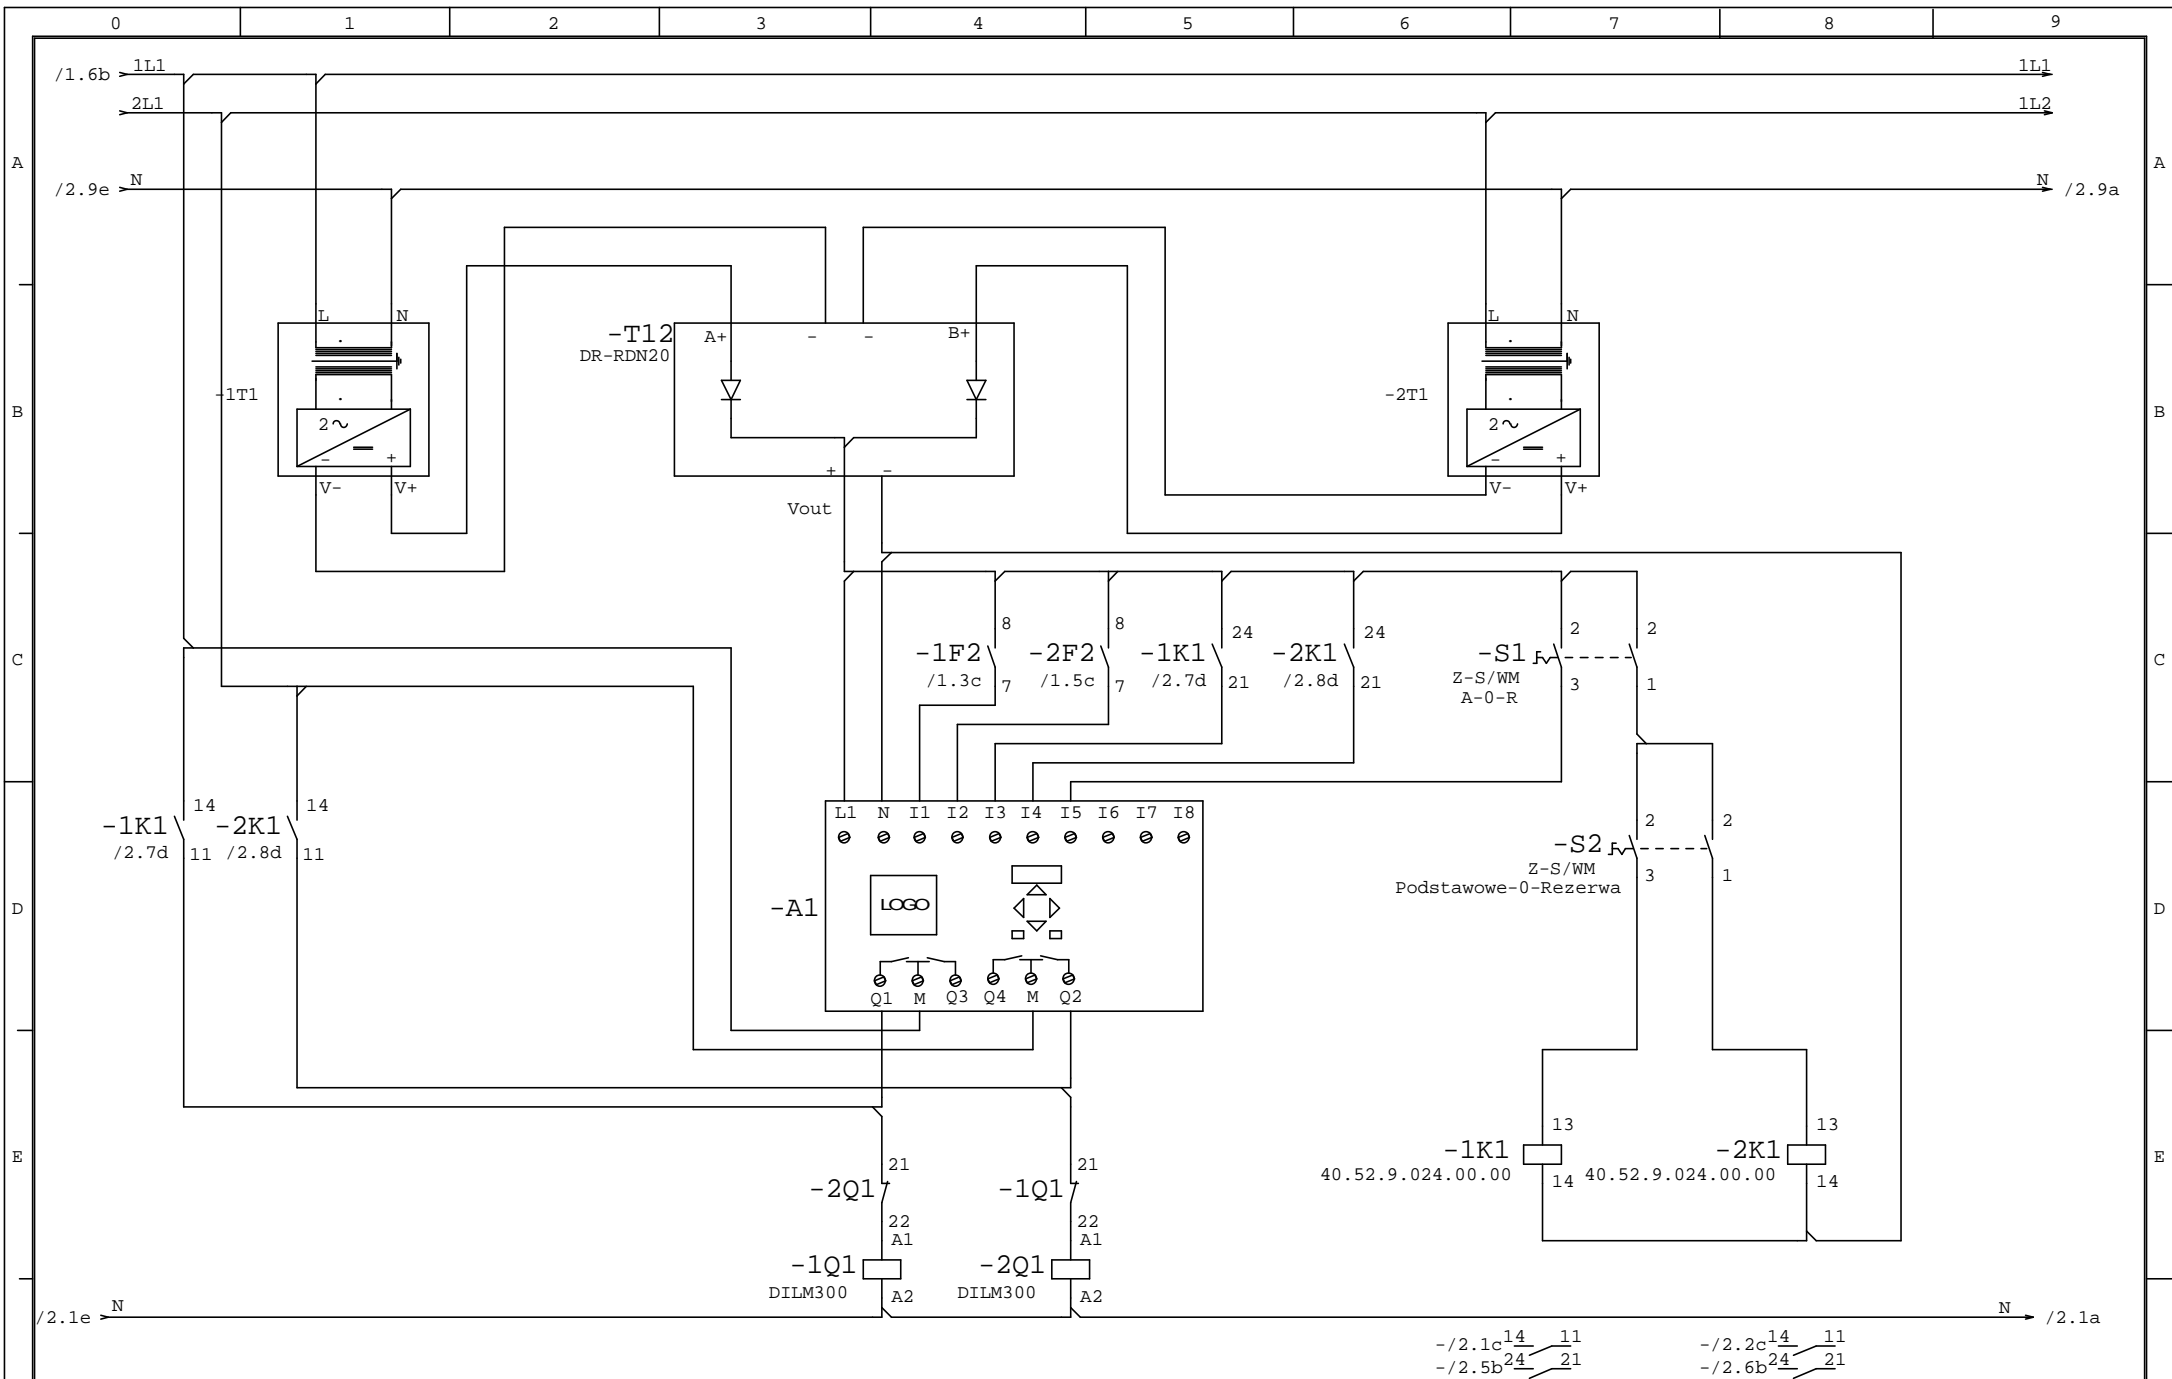 0 1 2 3 4 5 6 7 8 9
/1.6b 1L1 1L1
2L1 1L2
A A
/2.9e N N /2.9a
L N L N
-T12 A+ - - B+
DR-RDN20
-1T1 -2T1
B B
2~ 2~
- + + - - +
V- V+ V- V+
Vout
8 8 24 24 2 2
-1F2 -2F2 -1K1 -2K1 -S1
C C
/1.3c 7 /1.5c 7 /2.7d 21 /2.8d 21 Z-S/WM 3 1
A-0-R
14 14 L1 N I1 I2 I3 I4 I5 I6 I7 I8 2 2
-1K1 -2K1 -S2
/2.7d 11 /2.8d 11 Z-S/WM 3 1
Podstawowe-0-Rezerwa
D -A1 LOGO D
Q1 M Q3 Q4 M Q2
13 13
-1K1 -2K1
E E
21 21 40.52.9.024.00.00 14 40.52.9.024.00.00 14
-2Q1 -1Q1
22 22
A1 A1
-1Q1 -2Q1
DILM300 A2 DILM300 A2
/2.1e N N /2.1a
-/2.1c 14 11 -/2.2c 14 11
-/2.5b 24 21 -/2.6b 24 21